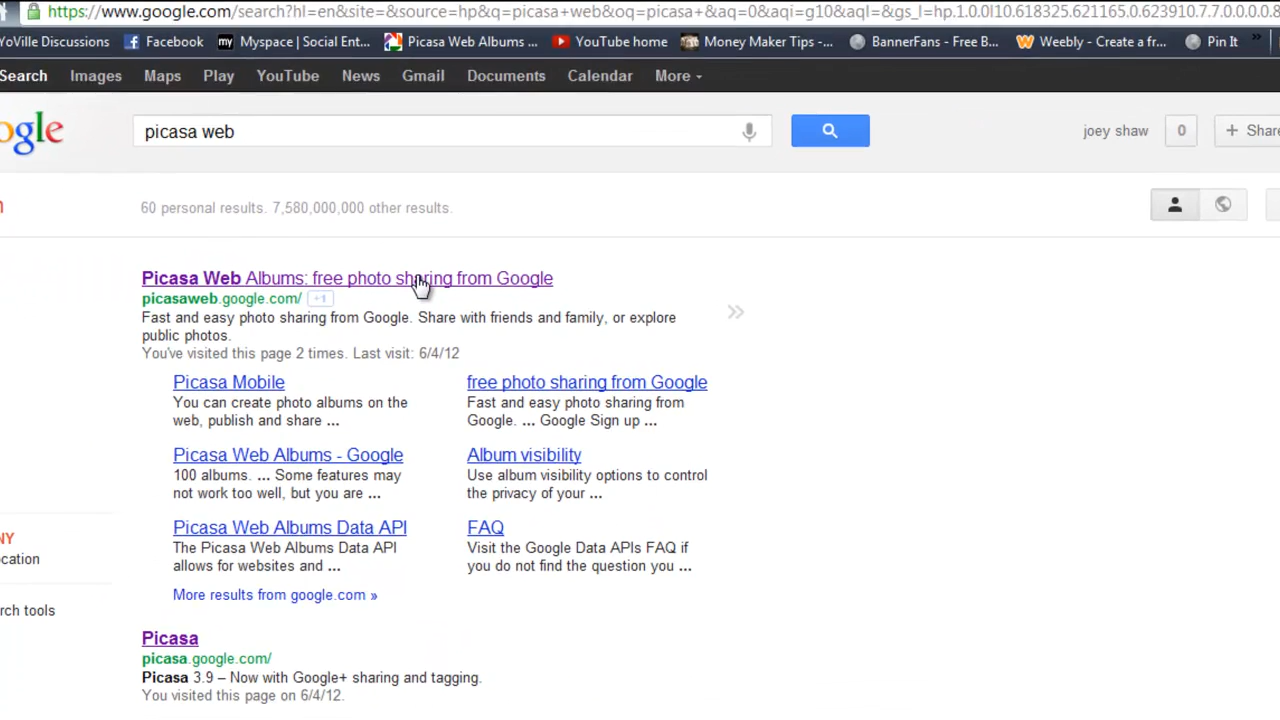 https://www.google.com/search?hl=en&site=&source=hp&q=picasa+web&oq=picasa+&aq=0&aqi=g10&aql=&gs_l=hp.1.0.0l10.618325.621165.0.623910.7.7.0.0.0.0.8
YoVille Discussions Facebook Myspace | Social Ent... Picasa Web Albums ... YouTube home Money Maker Tips -... BannerFans - Free B... Weebly - Create a fr... Pin It »
Search Images Maps Play YouTube News Gmail Documents Calendar More
ogle picasa web joey shaw 0 + Share
60 personal results. 7,580,000,000 other results.
Picasa Web Albums: free photo sharing from Google
picasaweb.google.com/ +1
Fast and easy photo sharing from Google. Share with friends and family, or explore
public photos.
You've visited this page 2 times. Last visit: 6/4/12
Picasa Mobile
You can create photo albums on the
web, publish and share ...
free photo sharing from Google
Fast and easy photo sharing from
Google. ... Google Sign up ...
Picasa Web Albums - Google
100 albums. ... Some features may
not work too well, but you are ...
Album visibility
Use album visibility options to control
the privacy of your ...
Picasa Web Albums Data API
The Picasa Web Albums Data API
allows for websites and ...
FAQ
Visit the Google Data APIs FAQ if
you do not find the question you ...
More results from google.com »
NY
ocation
rch tools
Picasa
picasa.google.com/
Picasa 3.9 – Now with Google+ sharing and tagging.
You visited this page on 6/4/12.